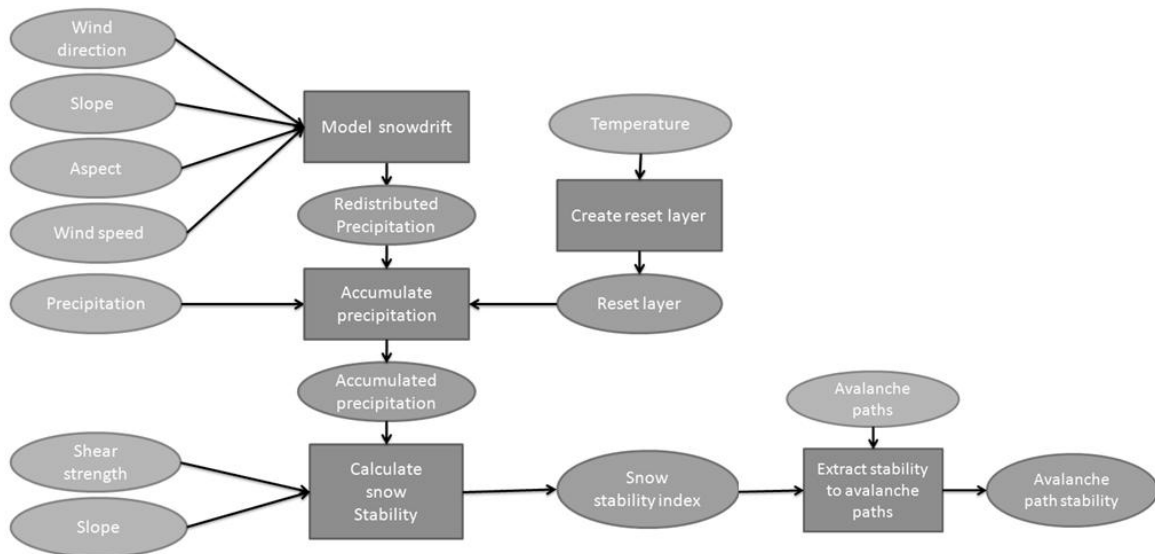 Wind
direction
Slope
Aspect
Wind speed
Precipitation
Model snowdrift
Redistributed
Precipitation
Temperature
Create reset layer
Reset layer
Accumulate
precipitation
Accumulated
precipitation
Shear
strength
Slope
Calculate
snow
Stability
Snow
stability index
Avalanche
paths
Extract stability
to avalanche
paths
Avalanche
path stability